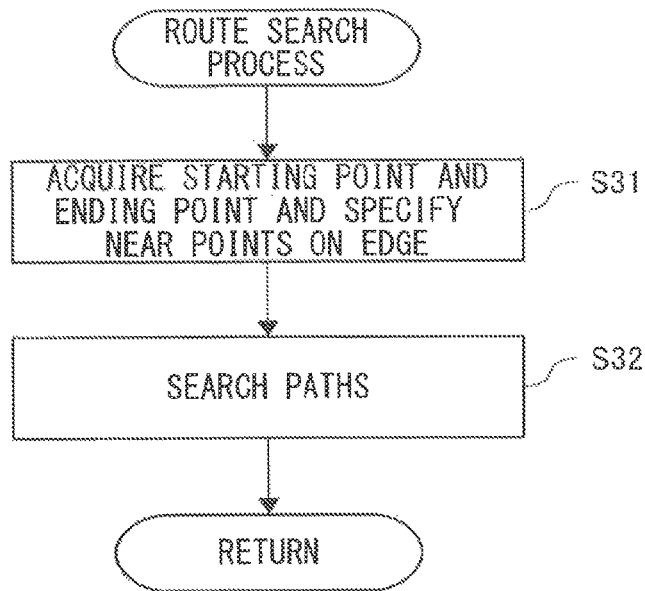 ROUTE SEARCH
PROCESS
ACQUIRE STARTING POINT AND
ENDING POINT AND SPECIFY
NEAR POINTS ON EDGE
S31
SEARCH PATHS
S32
RETURN